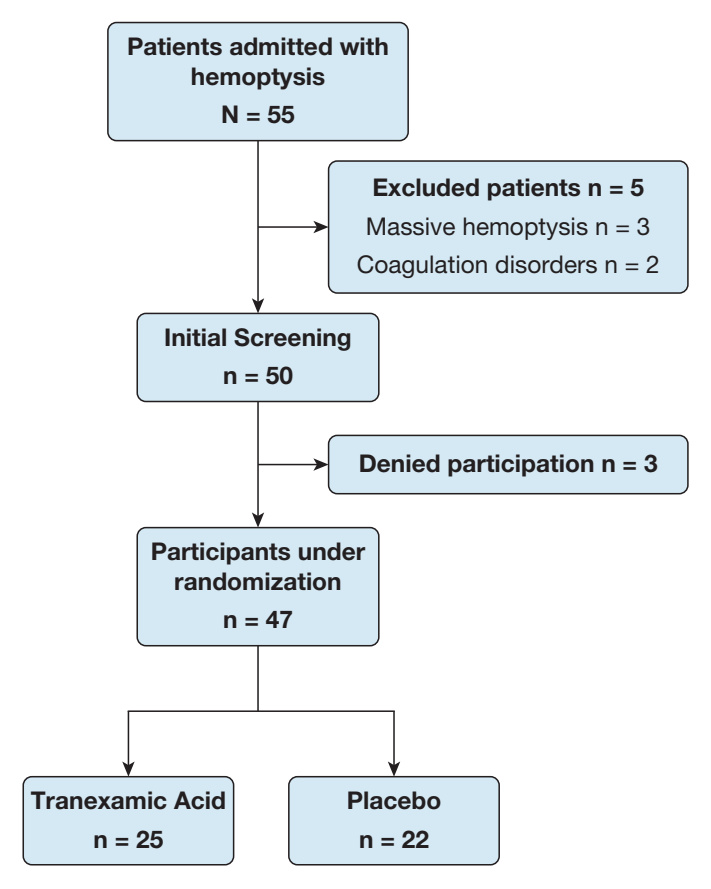 Patients admitted with
hemoptysis
N = 55
Excluded patients n = 5
Massive hemoptysis n = 3
Coagulation disorders n = 2
Initial Screening
n = 50
Denied participation n = 3
Participants under
randomization
n = 47
Tranexamic Acid
n = 25
Placebo
n = 22